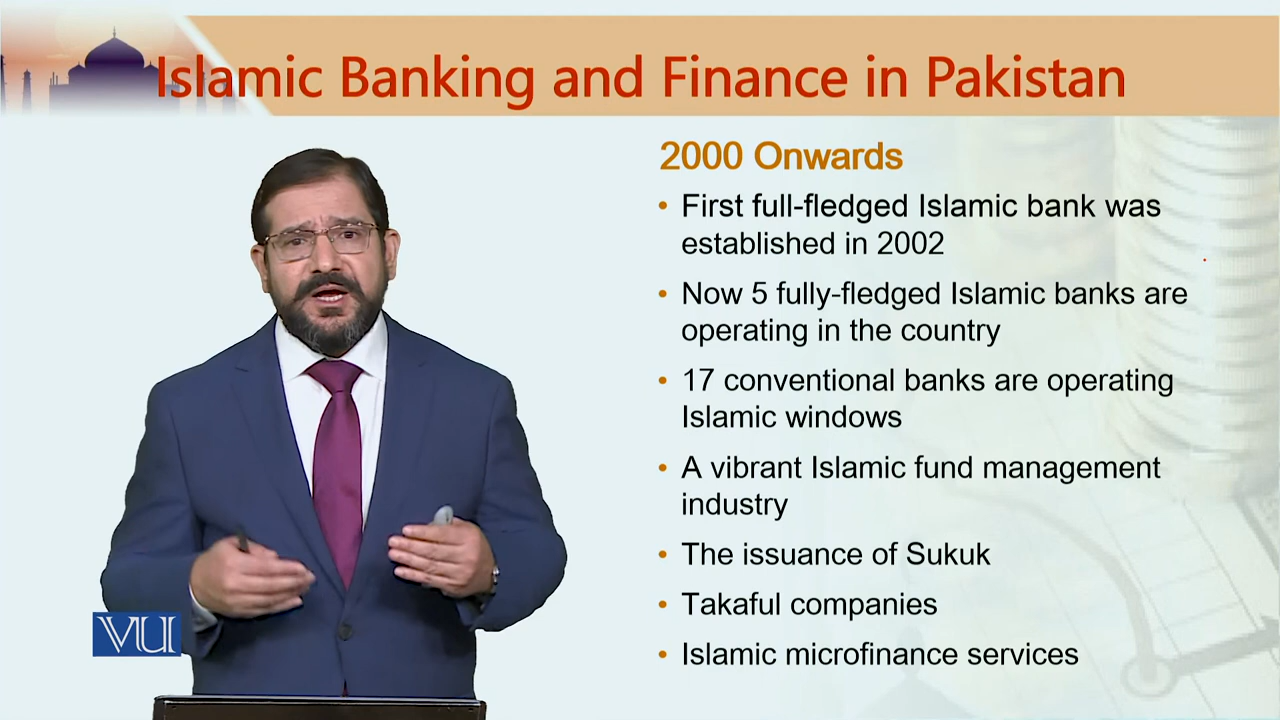 Islamic Banking and Finance in Pakistan
2000 Onwards
• First full-fledged Islamic bank was
established in 2002
• Now 5 fully-fledged Islamic banks are
operating in the country
• 17 conventional banks are operating
Islamic windows
• A vibrant Islamic fund management
industry
• The issuance of Sukuk
• Takaful companies
• Islamic microfinance services
VU